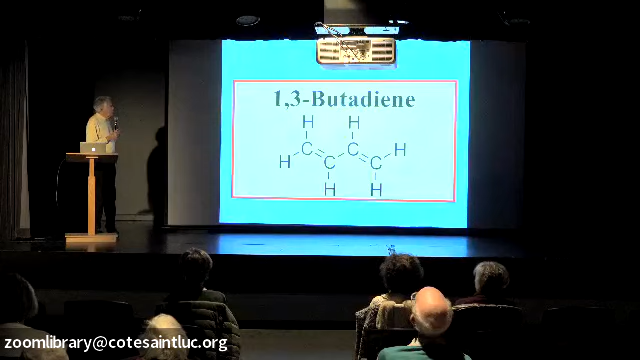 1,3-Butadiene
H H
C C H
H C C
H H
zoomlibrary@cotesaintluc.org